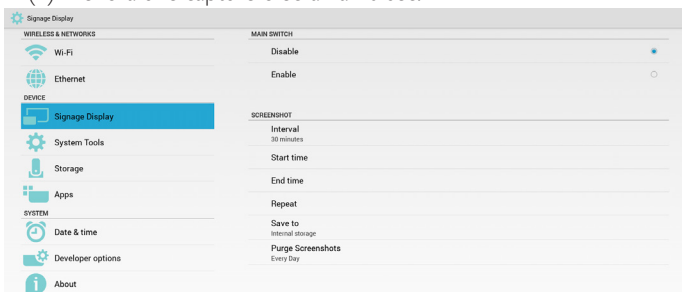 Signage Display
WIRELESS & NETWORKS
Wi-Fi
Ethernet
DEVICE
Signage Display
System Tools
Storage
Apps
SYSTEM
Date & time
Developer options
About
MAIN SWITCH
Disable
Enable
SCREENSHOT
Interval
30 minutes
Start time
End time
Repeat
Save to
Internal storage
Purge Screenshots
Every Day